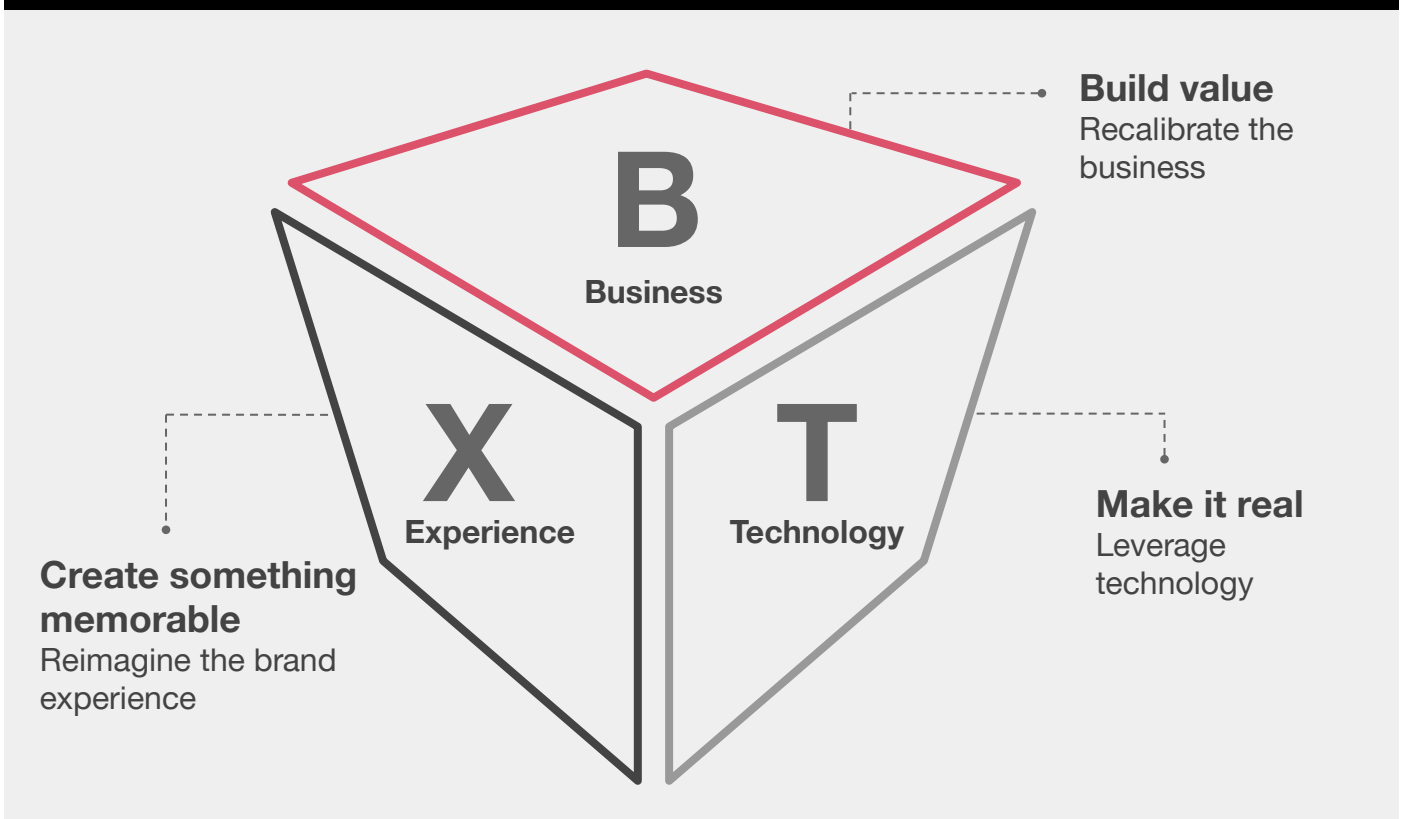 Build value
Recalibrate the
business
B
Business
X
Experience
T
Technology
Create something
memorable
Reimagine the brand
experience
Make it real
Leverage
technology